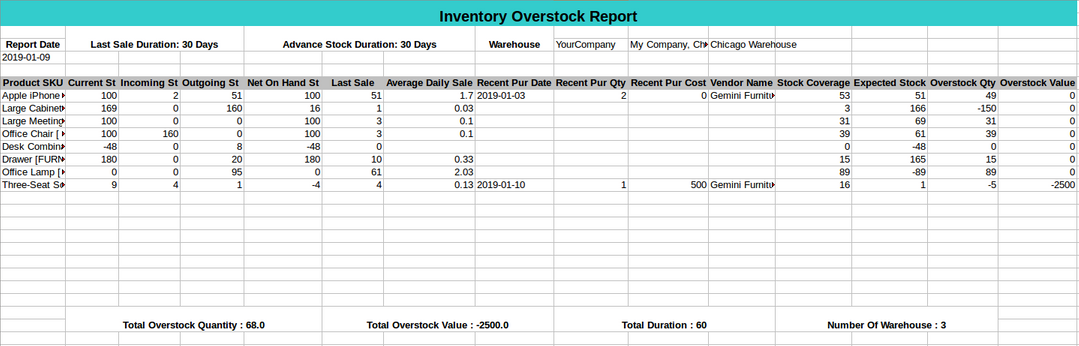 Inventory Overstock Report
Report Date Last Sale Duration: 30 Days Advance Stock Duration: 30 Days Warehouse YourCompany My Company, Ch Chicago Warehouse
2019-01-09
Product SKU Current St Incoming St Outgoing St Net On Hand St Last Sale Average Daily Sale Recent Pur Date Recent Pur Qty Recent Pur Cost Vendor Name Stock Coverage Expected Stock Overstock Qty Overstock Value
Apple iPhone 100 2 51 100 51 1.7 2019-01-03 2 0 Gemini Furnitu 53 51 49 0
Large Cabinet 169 0 160 16 1 0.03 3 166 -150 0
Large Meeting 100 0 0 100 3 0.1 31 69 31 0
Office Chair [ 100 160 0 100 3 0.1 39 61 39 0
Desk Combin -48 0 8 -48 0 0 -48 0 0
Drawer [FURN 180 0 20 180 10 0.33 15 165 15 0
Office Lamp [ 0 0 95 0 61 2.03 89 -89 89 0
Three-Seat So 9 4 1 -4 4 0.13 2019-01-10 1 500 Gemini Furnitu 16 1 -5 -2500
Total Overstock Quantity : 68.0 Total Overstock Value : -2500.0 Total Duration : 60 Number Of Warehouse : 3